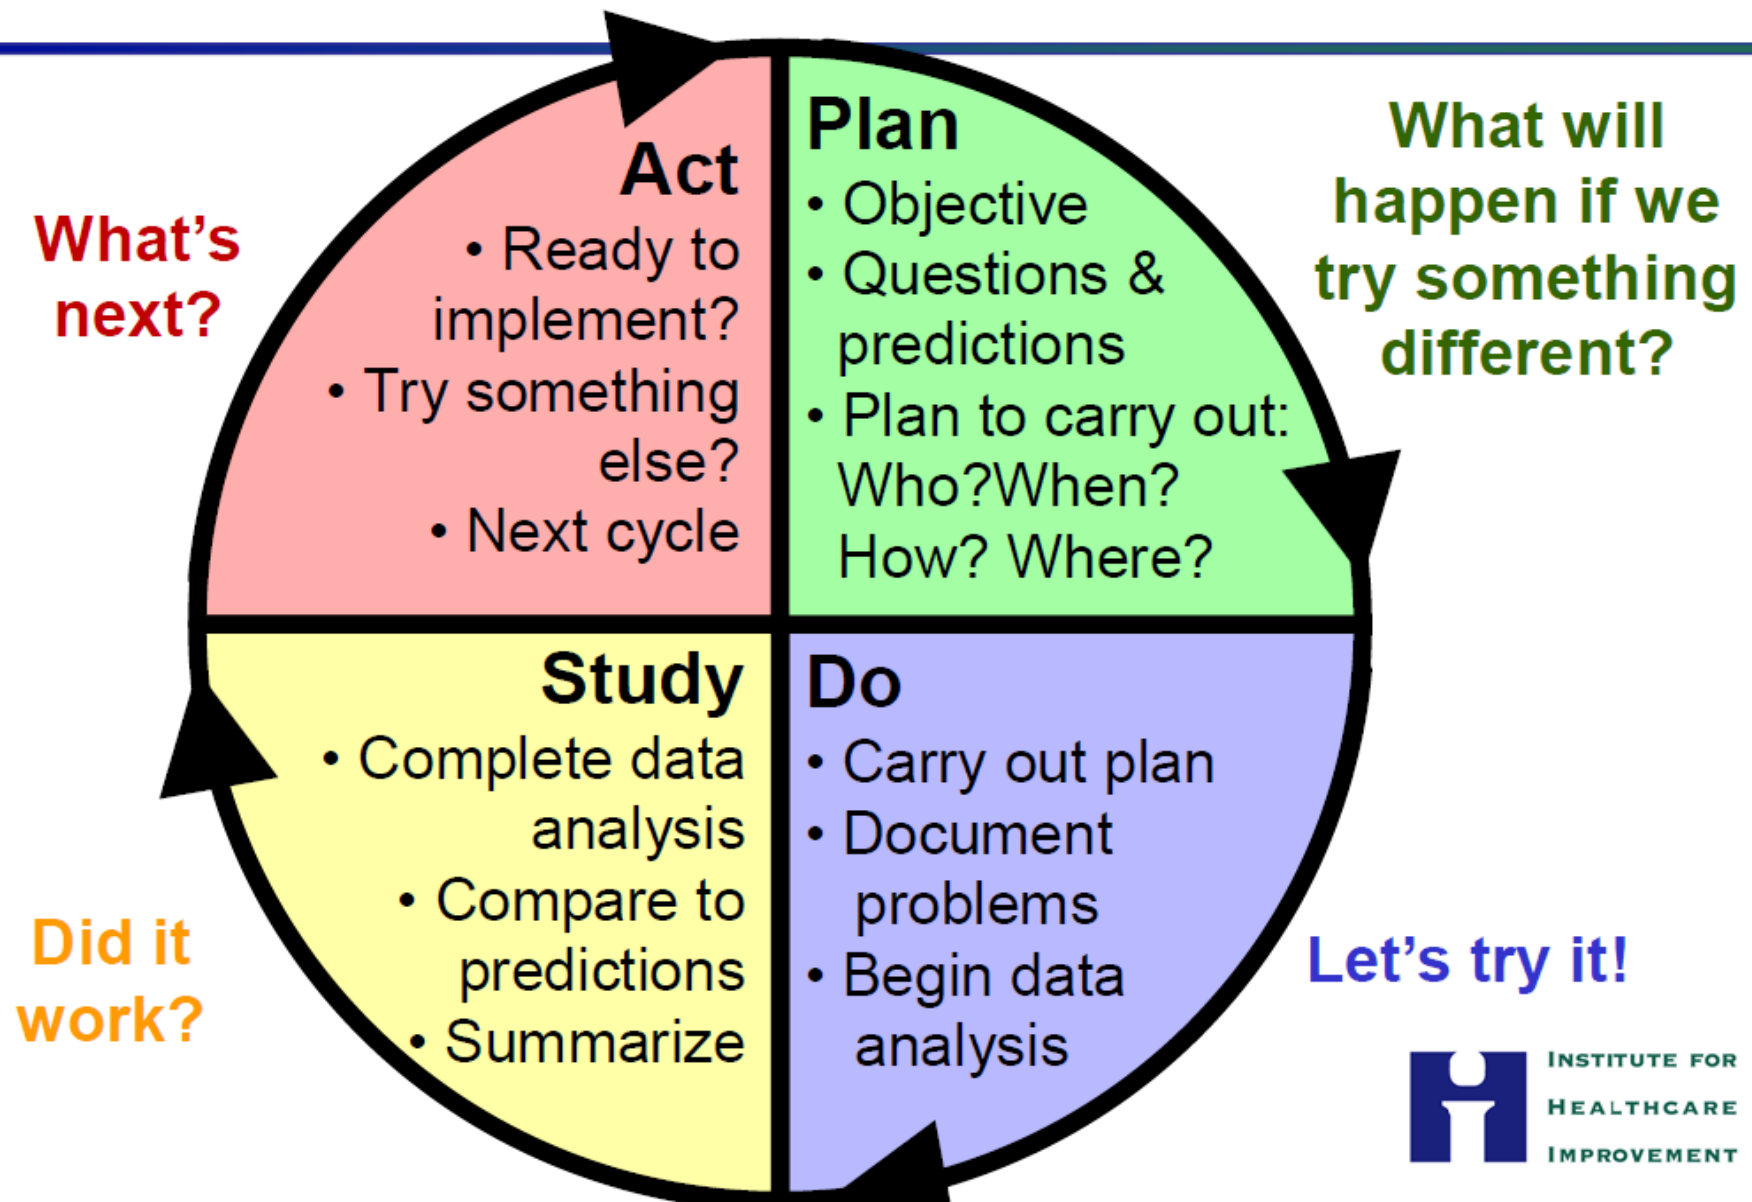 Plan
• Objective
• Questions &
predictions
• Plan to carry out:
Who?When?
How? Where?
What will
happen if we
try something
different?
Do
• Carry out plan
• Document
problems
• Begin data
analysis
Let's try it!
Study
• Complete data
analysis
• Compare to
predictions
• Summarize
Did it
work?
Act
• Ready to
implement?
• Try something
else?
• Next cycle
What's
next?
INSTITUTE FOR
HEALTHCARE
IMPROVEMENT